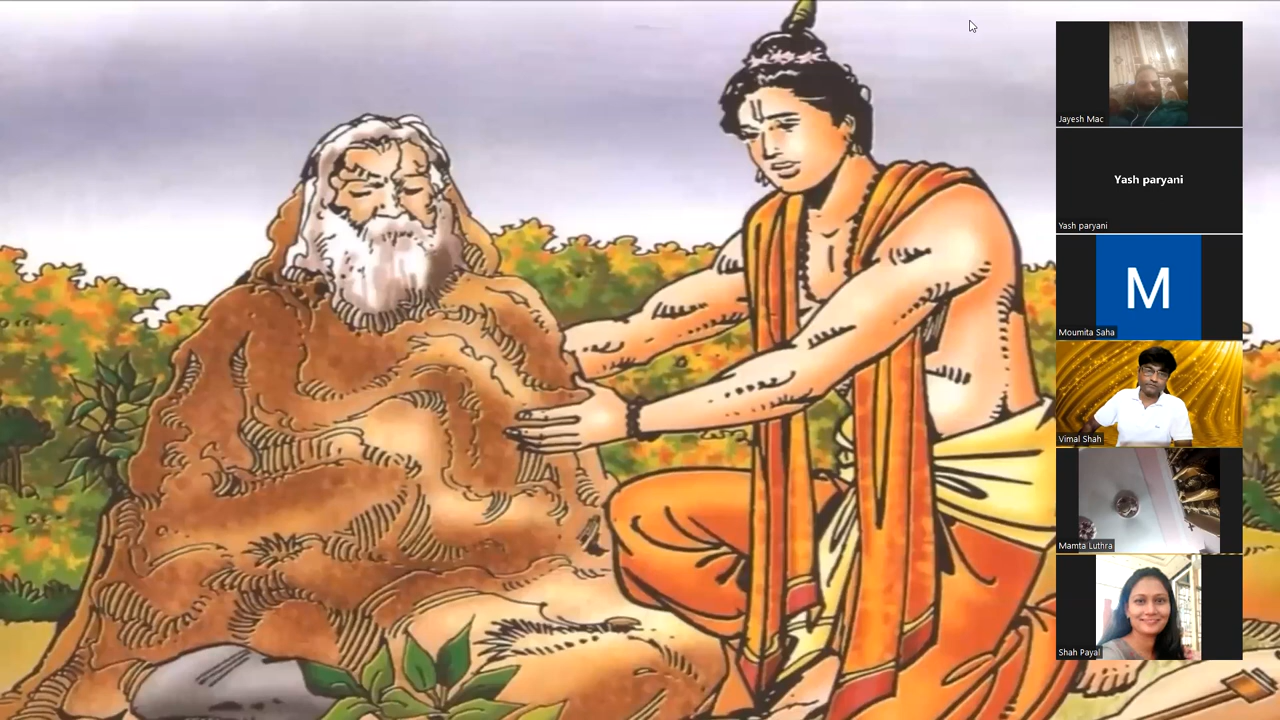 Jayesh Mac
Yash paryani
Yash paryani
M
Moumita Saha
Vimal Shah
Mamta Luthra
Shah Payal